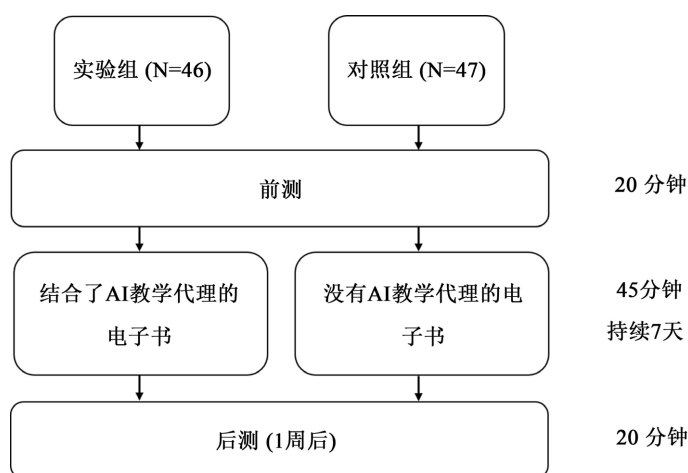 实验组 (N=46)
对照组 (N=47)
前测
20 分钟
结合了AI教学代理的
电子书
没有AI教学代理的电
子书
45分钟
持续7天
后测 (1周后)
20 分钟